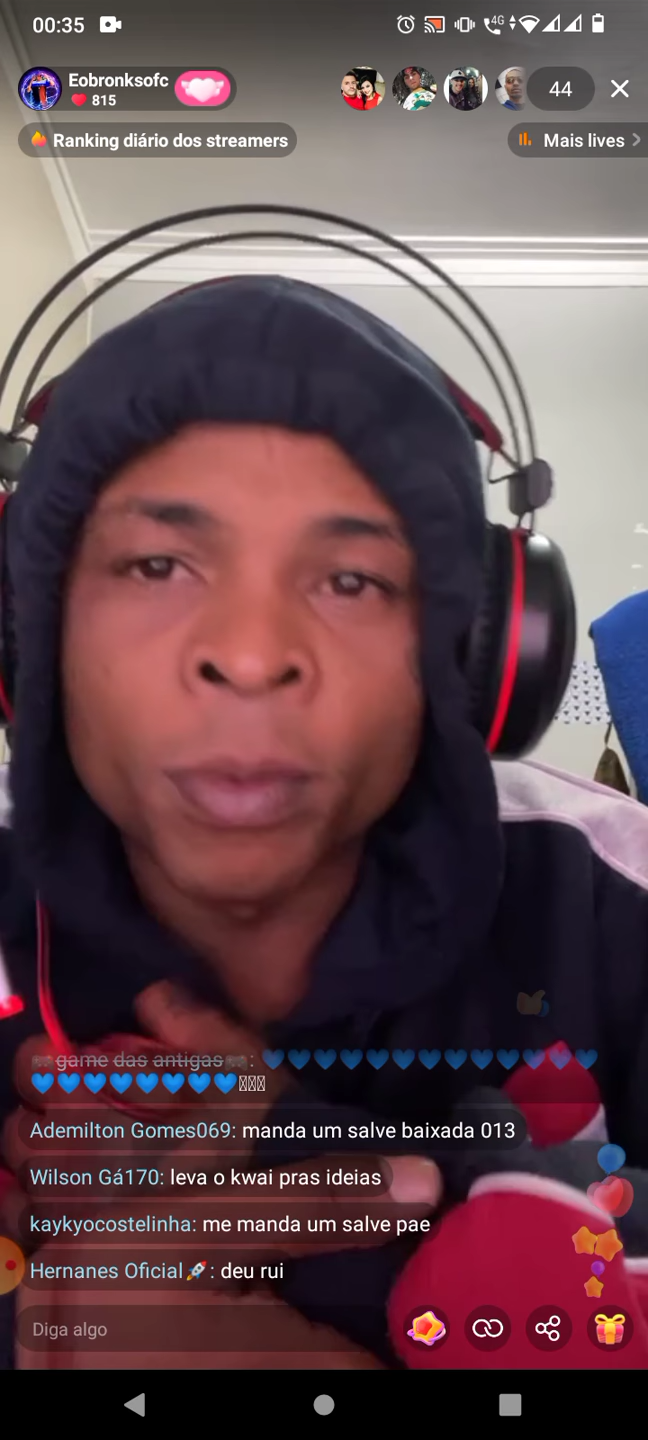 00:35
4G
Eobronksofc
815
44
Ranking diário dos streamers
Mais lives
game das antigas: 💙💙💙💙💙💙💙💙💙💙💙💙💙
💙💙💙💙💙💙💙💙
Ademilton Gomes069: manda um salve baixada 013
Wilson Gá170: leva o kwai pras ideias
kaykyocostelinha: me manda um salve pae
Hernanes Oficial🚀: deu rui
Diga algo